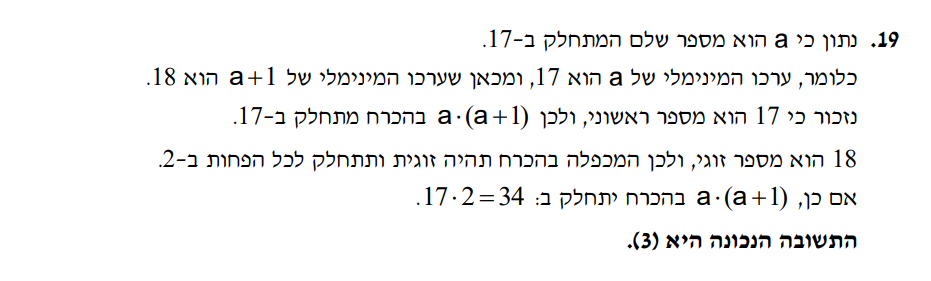 19. נתון כי a הוא מספר שלם המתחלק ב-17.
כלומר, ערכו המינימלי של a הוא 17, ומכאן שערכו המינימלי של a+1 הוא 18.
נזכור כי 17 הוא מספר ראשוני, ולכן a·(a+1) בהכרח מתחלק ב-17.
18 הוא מספר זוגי, ולכן המכפלה בהכרח תהיה זוגית ותתחלק לכל הפחות ב-2.
אם כן, a·(a+1) בהכרח יתחלק ב: 17·2=34.
התשובה הנכונה היא (3).